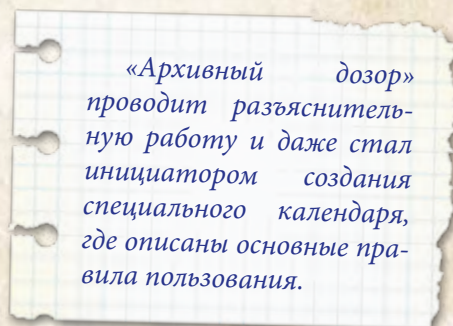 «Архивный дозор»
проводит разъяснитель-
ную работу и даже стал
инициатором создания
специального календаря,
где описаны основные пра-
вила пользования.